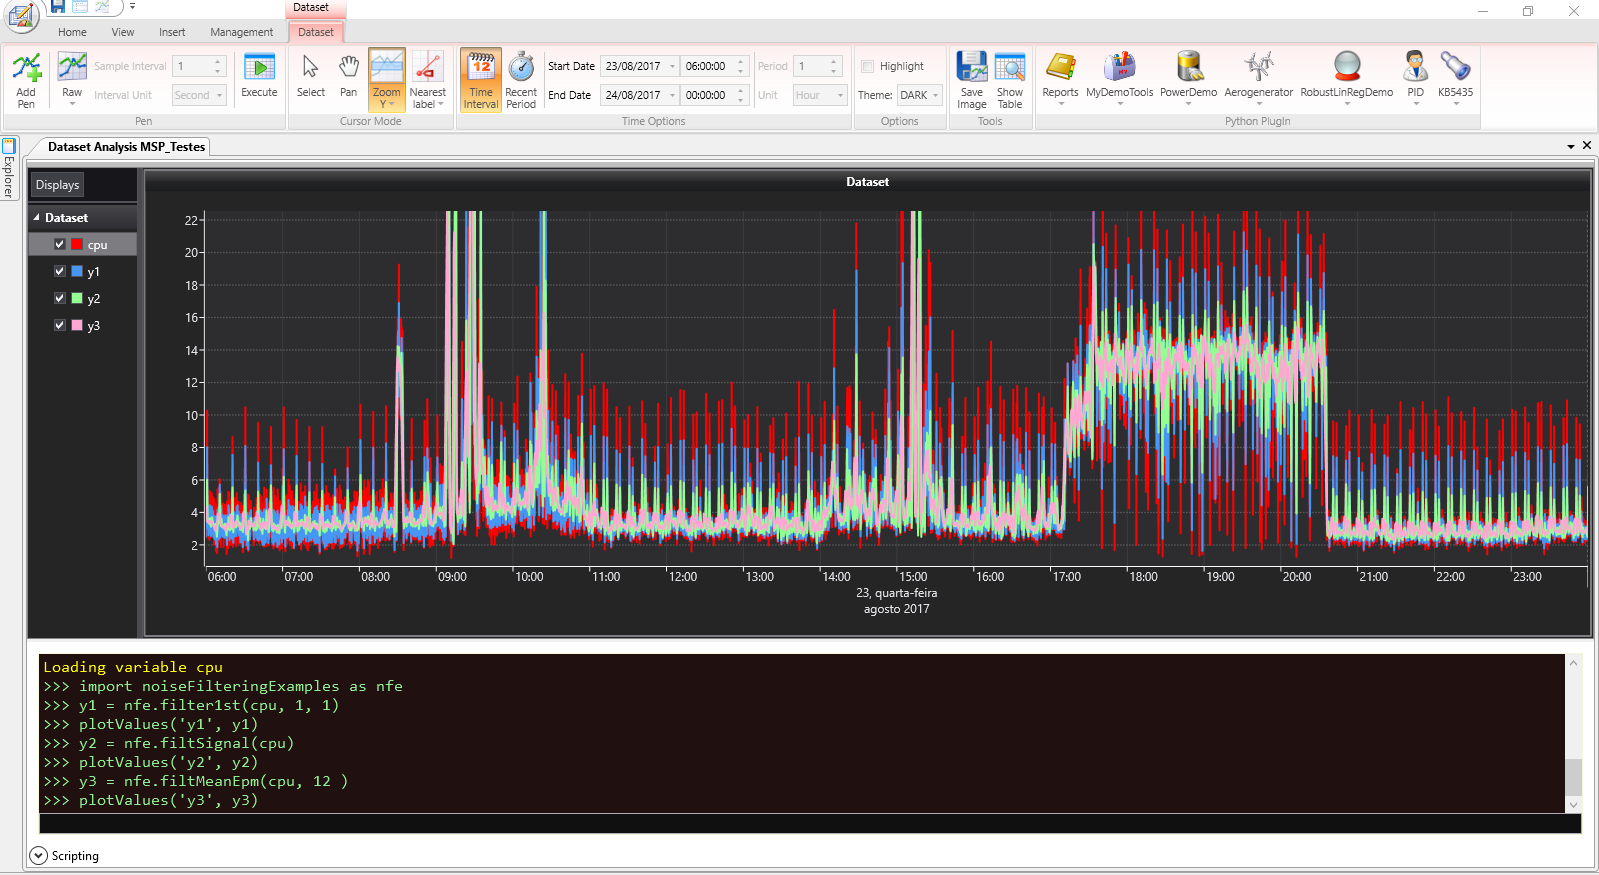 Dataset
Home View Insert Management Dataset
Add Pen
Raw
Sample Interval 1
Interval Unit Second
Execute
Pen
Select
Pan
Zoom Y
Nearest label
Cursor Mode
12
Time Interval
Recent Period
Start Date 23/08/2017 06:00:00
End Date 24/08/2017 00:00:00
Period 1
Unit Hour
Time Options
Highlight
Theme: DARK
Options
Save Image
Show Table
Tools
Reports
MyDemoTools
PowerDemo
Aerogenerator
RobustLinRegDemo
PID
KB5435
Python PlugIn
Explorer
Dataset Analysis MSP_Testes
Displays
Dataset
cpu
y1
y2
y3
Dataset
22
20
18
16
14
12
10
8
6
4
2
06:00 07:00 08:00 09:00 10:00 11:00 12:00 13:00 14:00 15:00 16:00 17:00 18:00 19:00 20:00 21:00 22:00 23:00
23, quarta-feira
agosto 2017
Loading variable cpu
>>> import noiseFilteringExamples as nfe
>>> y1 = nfe.filter1st(cpu, 1, 1)
>>> plotValues('y1', y1)
>>> y2 = nfe.filtSignal(cpu)
>>> plotValues('y2', y2)
>>> y3 = nfe.filtMeanEpm(cpu, 12 )
>>> plotValues('y3', y3)
Scripting